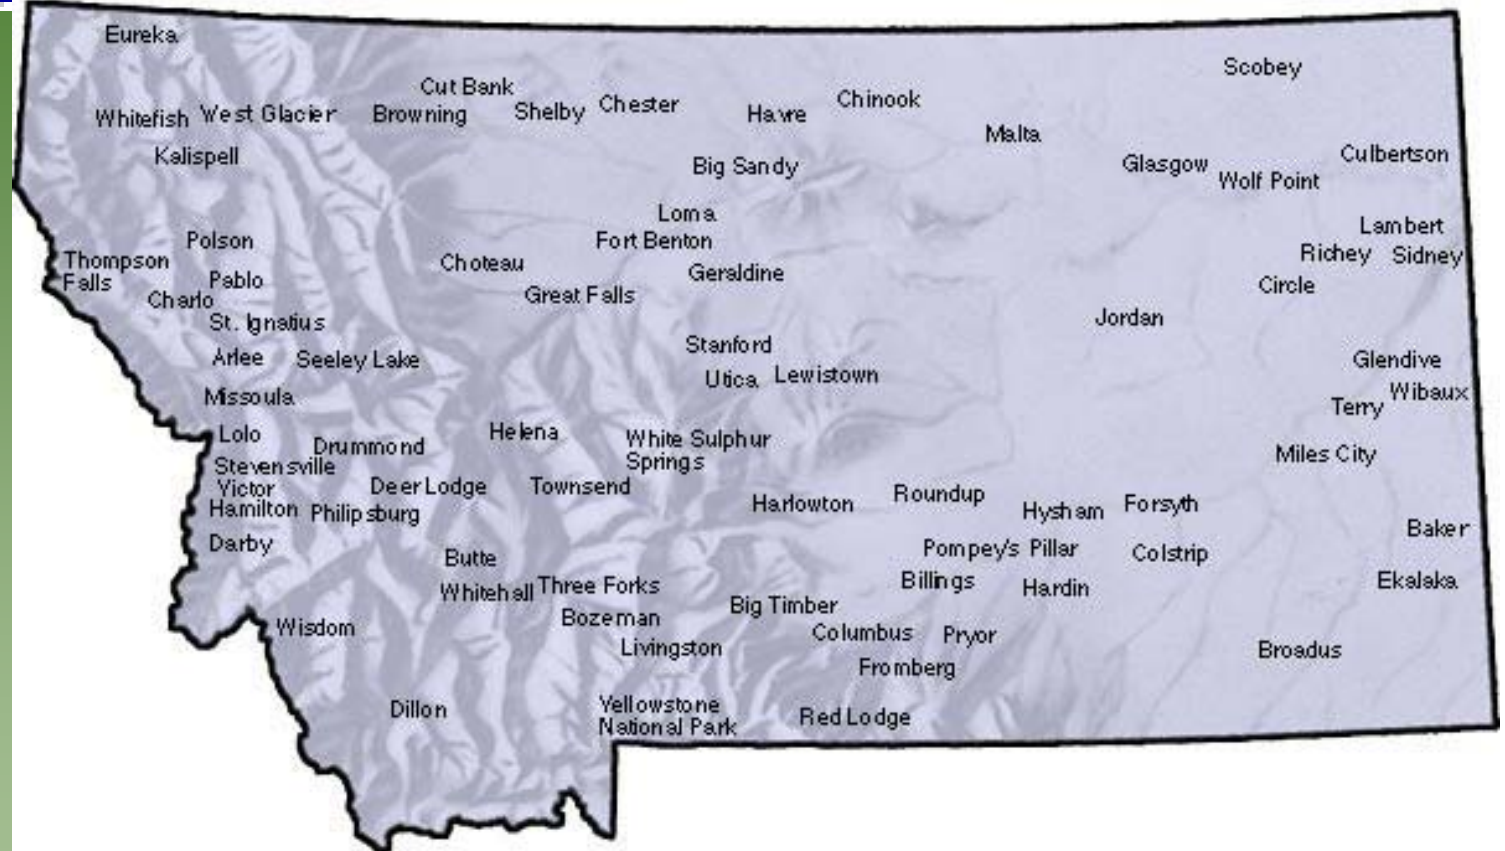 Eureka
Scobey
Cut Bank
Chinook
Chester
Shelby
Havre
Browning
West Glacier
Whitefish
Malta
Culbertson
Kalispell
Glasgow
Big Sandy
Wolf Point
Loma
Lambert
Polson
Fort Benton
Richey
Sidney
Thompson
Falls
Choteau
Geraldine
Pablo
Circle
Great Falls
Charlo
Jordan
St. Ignatius
Stanford
Arlee
Seeley Lake
Glendive
Utica
Lewistown
Wibaux
Missoula
Terry
Lolo
Helena
White Sulphur
Springs
Drummond
Miles City
Stevensville
Victor
Deer Lodge
Townsend
Roundup
Harlowton
Forsyth
Hamilton
Philipsburg
Hysham
Baker
Darby
Pompey's Pillar
Colstrip
Butte
Billings
Ekalaka
Three Forks
Hardin
Whitehall
Big Timber
Bozeman
Wisdom
Columbus
Pryor
Livingston
Broadus
Fromberg
Yellowstone
National Park
Dillon
Red Lodge